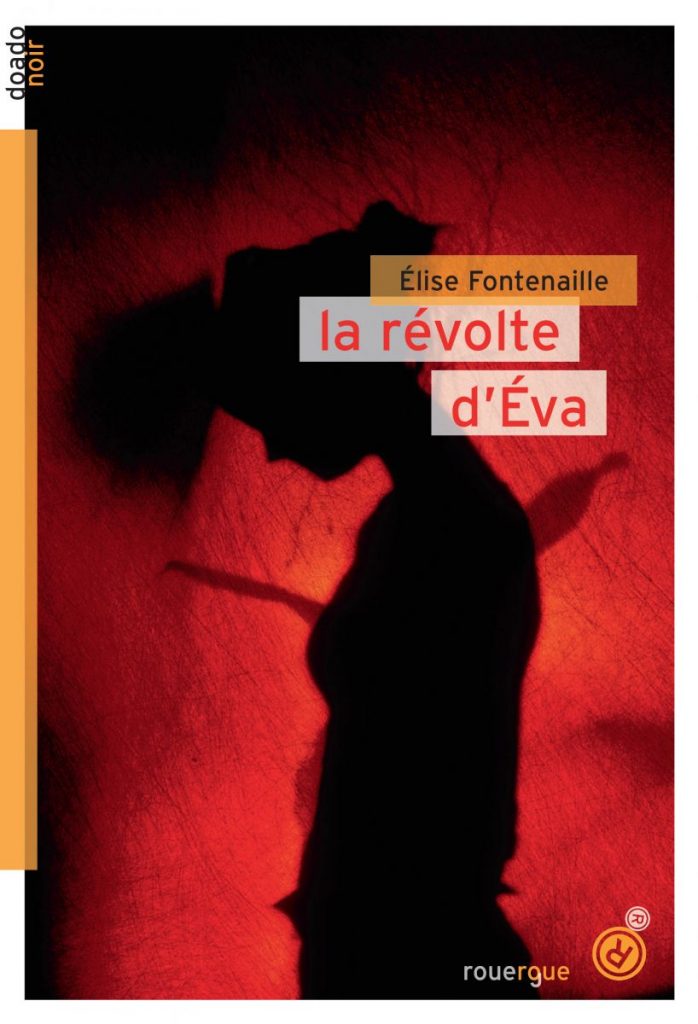 doado
noir
Élise Fontenaille
la révolte
d'Éva
rouergue
R
R